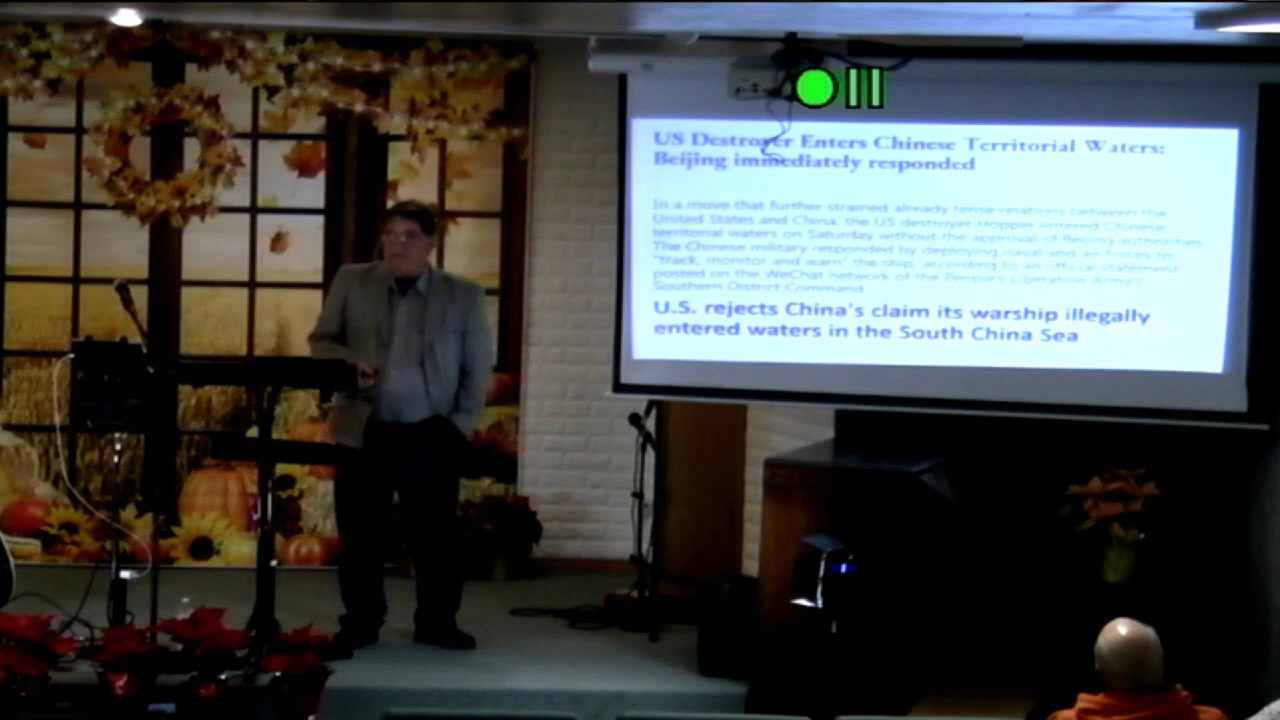 US Destroyer Enters Chinese Territorial Waters:
Beijing immediately responded
In a move that further strained already tense relations between the
United States and China, the US destroyer Hopper entered Chinese
territorial waters on Saturday without the approval of Beijing authorities.
The Chinese military responded by deploying naval and air forces to
"track, monitor and warn" the ship, according to an official statement
posted on the WeChat network of the People's Liberation Army's
Southern District Command.
U.S. rejects China's claim its warship illegally
entered waters in the South China Sea